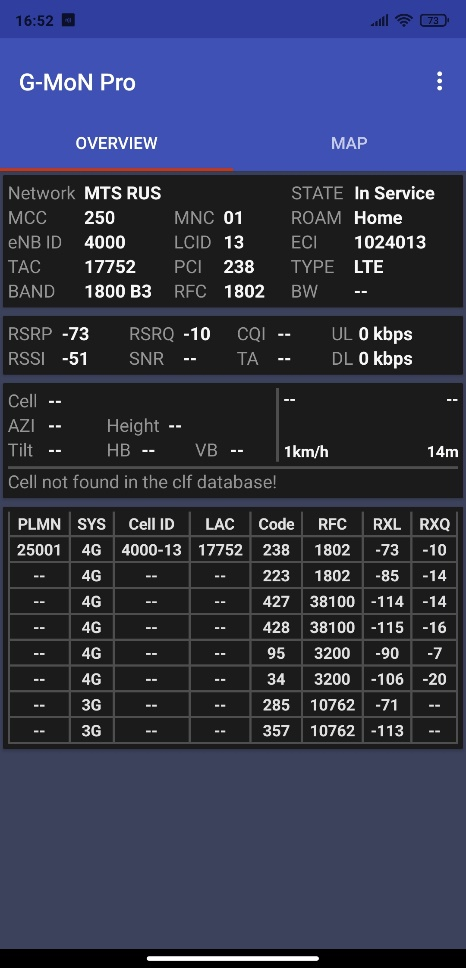 16:52 73
G-MoN Pro
OVERVIEW MAP
Network MTS RUS STATE In Service
MCC 250 MNC 01 ROAM Home
eNB ID 4000 LCID 13 ECI 1024013
TAC 17752 PCI 238 TYPE LTE
BAND 1800 B3 RFC 1802 BW --
RSRP -73 RSRQ -10 CQI -- UL 0 kbps
RSSI -51 SNR -- TA -- DL 0 kbps
Cell -- -- --
AZI -- Height --
Tilt -- HB -- VB -- 1km/h 14m
Cell not found in the clf database!
PLMN SYS Cell ID LAC Code RFC RXL RXQ
25001 4G 4000-13 17752 238 1802 -73 -10
-- 4G -- -- 223 1802 -85 -14
-- 4G -- -- 427 38100 -114 -14
-- 4G -- -- 428 38100 -115 -16
-- 4G -- -- 95 3200 -90 -7
-- 4G -- -- 34 3200 -106 -20
-- 3G -- -- 285 10762 -71 --
-- 3G -- -- 357 10762 -113 --